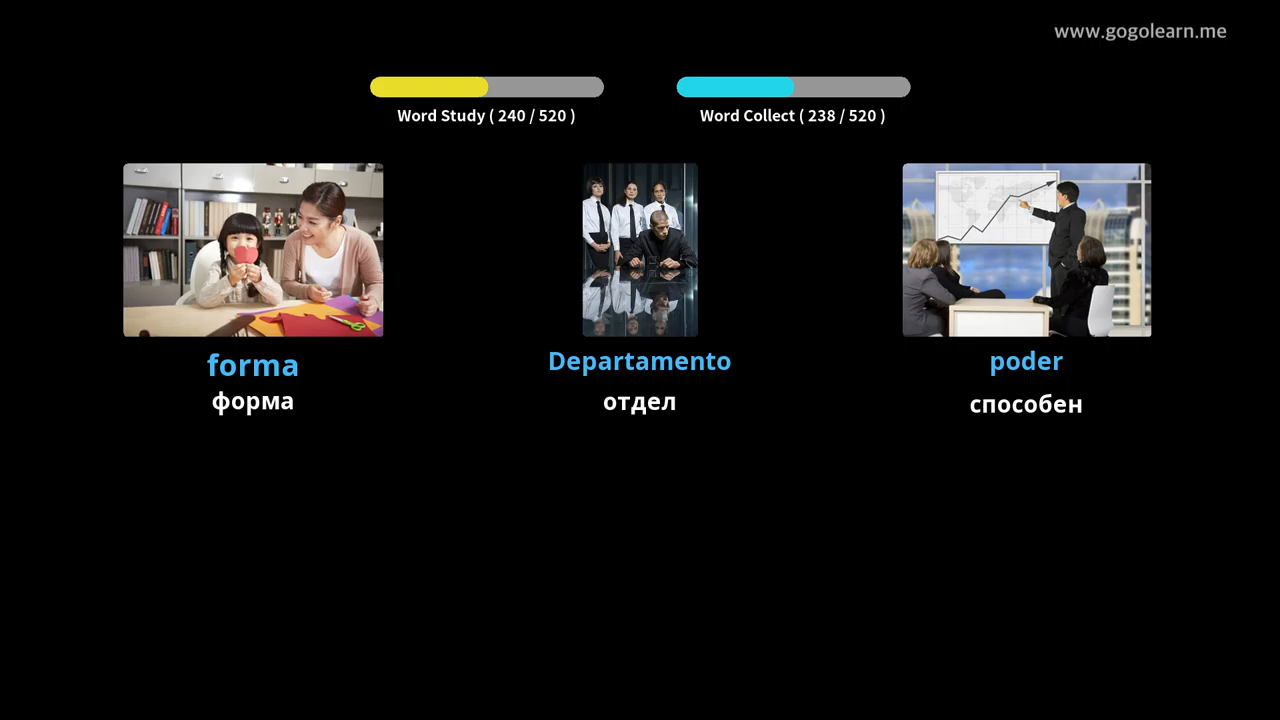 www.gogolearn.me
Word Study ( 240 / 520 )
Word Collect ( 238 / 520 )
forma
форма
Departamento
отдел
poder
способен